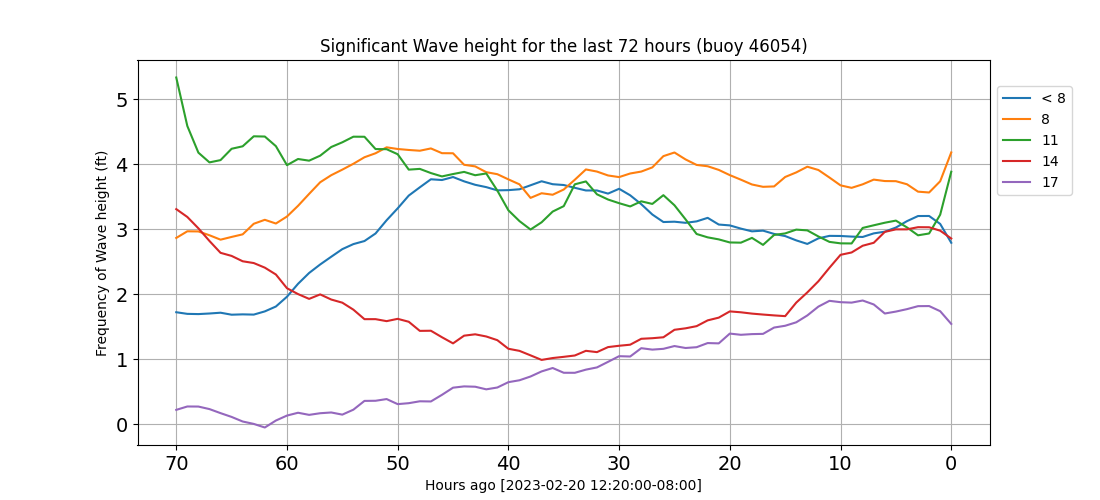 Significant Wave height for the last 72 hours (buoy 46054)
Frequency of Wave height (ft)
5
4
3
2
1
0
70 60 50 40 30 20 10 0
Hours ago [2023-02-20 12:20:00-08:00]
< 8
8
11
14
17